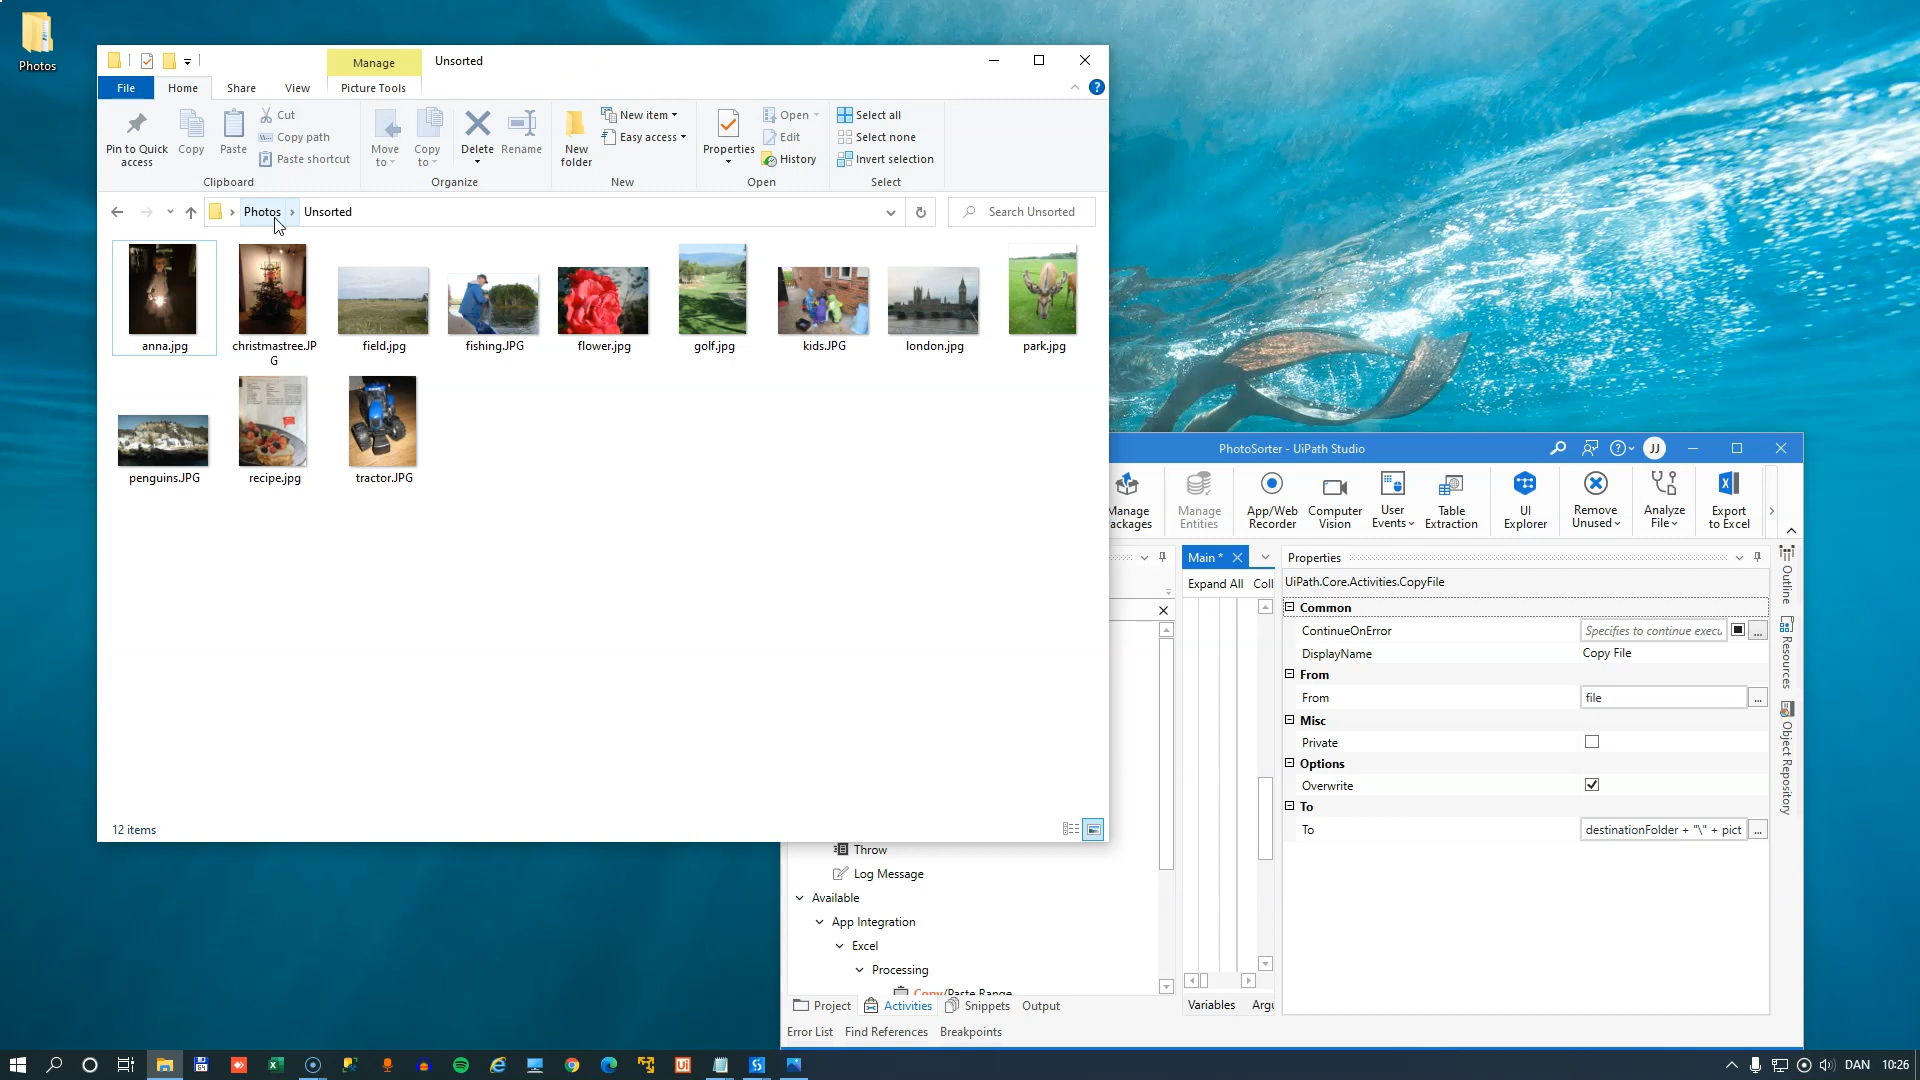 Photos
Manage
Unsorted
File
Home
Share
View
Picture Tools
Pin to Quick access
Copy
Paste
Cut
Copy path
Paste shortcut
Clipboard
Move to
Copy to
Delete
Rename
Organize
New folder
New item
Easy access
New
Properties
Open
Edit
History
Open
Select all
Select none
Invert selection
Select
Photos
Unsorted
Search Unsorted
anna.jpg
christmastree.JP
G
field.jpg
fishing.JPG
flower.jpg
golf.jpg
kids.JPG
london.jpg
park.jpg
penguins.JPG
recipe.jpg
tractor.JPG
12 items
PhotoSorter - UiPath Studio
JJ
Manage
ackages
Manage
Entities
App/Web
Recorder
Computer
Vision
User
Events
Table
Extraction
UI
Explorer
Remove
Unused
Analyze
File
Export
to Excel
Main *
Expand All
Coll
Properties
UiPath.Core.Activities.CopyFile
Common
ContinueOnError
Specifies to continue execu
...
DisplayName
Copy File
From
From
file
...
Misc
Private
Options
Overwrite
To
To
destinationFolder + "\" + pict
...
Outline
Resources
Object Repository
Throw
Log Message
Available
App Integration
Excel
Processing
Copy/Paste Range
Project
Activities
Snippets
Output
Variables
Argu
Error List
Find References
Breakpoints
DAN
10:26